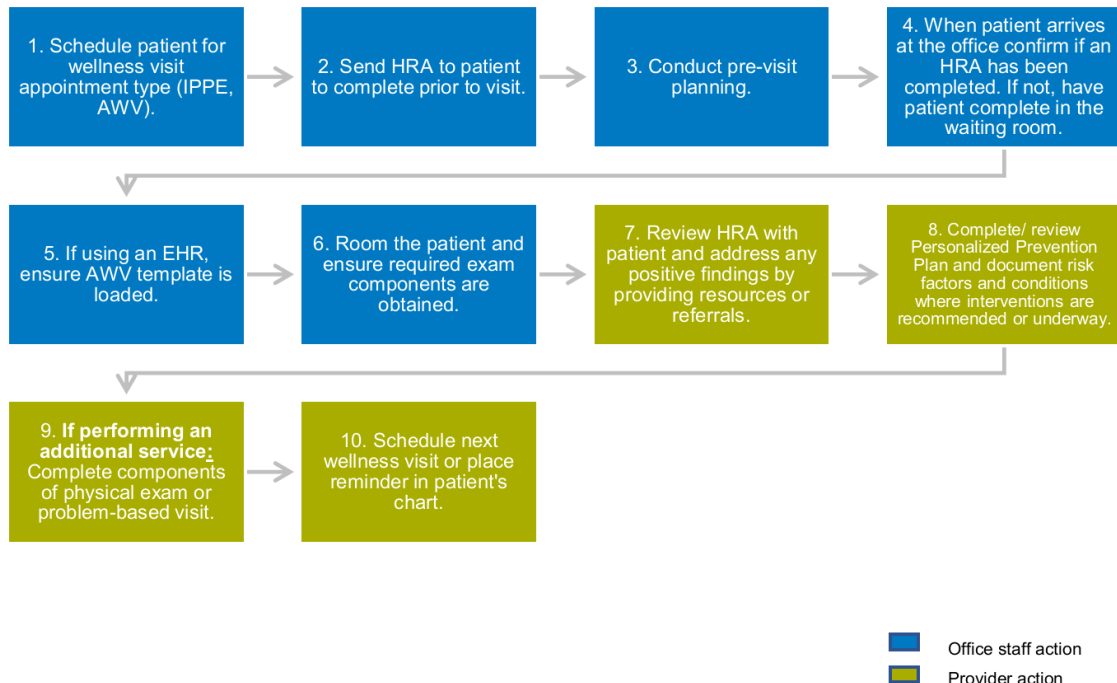 1. Schedule patient for
wellness visit
appointment type (IPPE,
AWV).
2. Send HRA to patient
to complete prior to visit.
3. Conduct pre-visit
planning.
4. When patient arrives
at the office confirm if an
HRA has been
completed. If not, have
patient complete in the
waiting room.
5. If using an EHR,
ensure AWV template is
loaded.
6. Room the patient and
ensure required exam
components are
obtained.
7. Review HRA with
patient and address any
positive findings by
providing resources or
referrals.
8. Complete/ review
Personalized Prevention
Plan and document risk
factors and conditions
where interventions are
recommended or underway.
9. If performing an
additional service:
Complete components
of physical exam or
problem-based visit.
10. Schedule next
wellness visit or place
reminder in patient's
chart.
Office staff action
Provider action